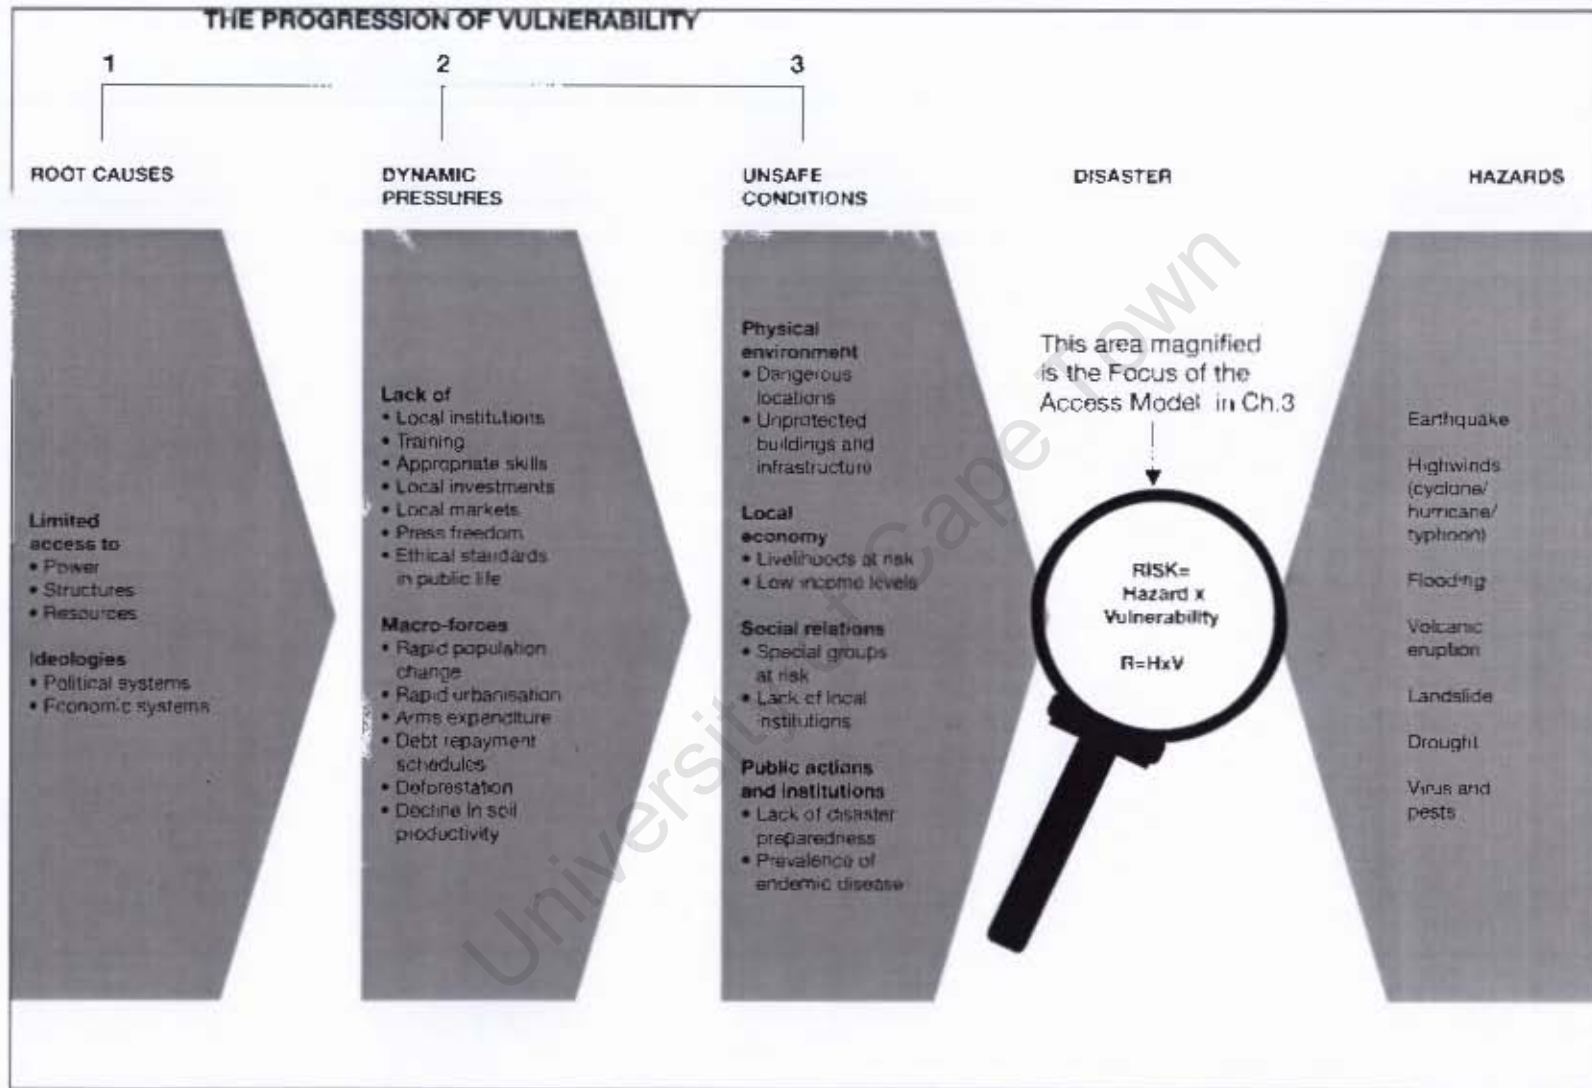 THE PROGRESSION OF VULNERABILITY
1
2
3
ROOT CAUSES
DYNAMIC
PRESSURES
UNSAFE
CONDITIONS
DISASTER
HAZARDS
Limited
access to
• Power
• Structures
• Resources
Ideologies
• Political systems
• Economic systems
Lack of
• Local institutions
• Training
• Appropriate skills
• Local investments
• Local markets
• Press freedom
• Ethical standards
in public life
Macro-forces
• Rapid population
change
• Rapid urbanisation
• Arms expenditure
• Debt repayment
schedules
• Deforestation
• Decline in soil
productivity
Physical
environment
• Dangerous
locations
• Unprotected
buildings and
infrastructure
Local
economy
• Livelihoods at risk
• Low income levels
Social relations
• Special groups
at risk
• Lack of local
institutions
Public actions
and institutions
• Lack of disaster
preparedness
• Prevalence of
endemic disease
This area magnified
is the Focus of the
Access Model in Ch.3
RISK=
Hazard x
Vulnerability
R=HxV
Earthquake
Highwinds
(cyclone/
hurricane/
typhoon)
Flooding
Volcanic
eruption
Landslide
Drought
Virus and
pests
University of Cape Town